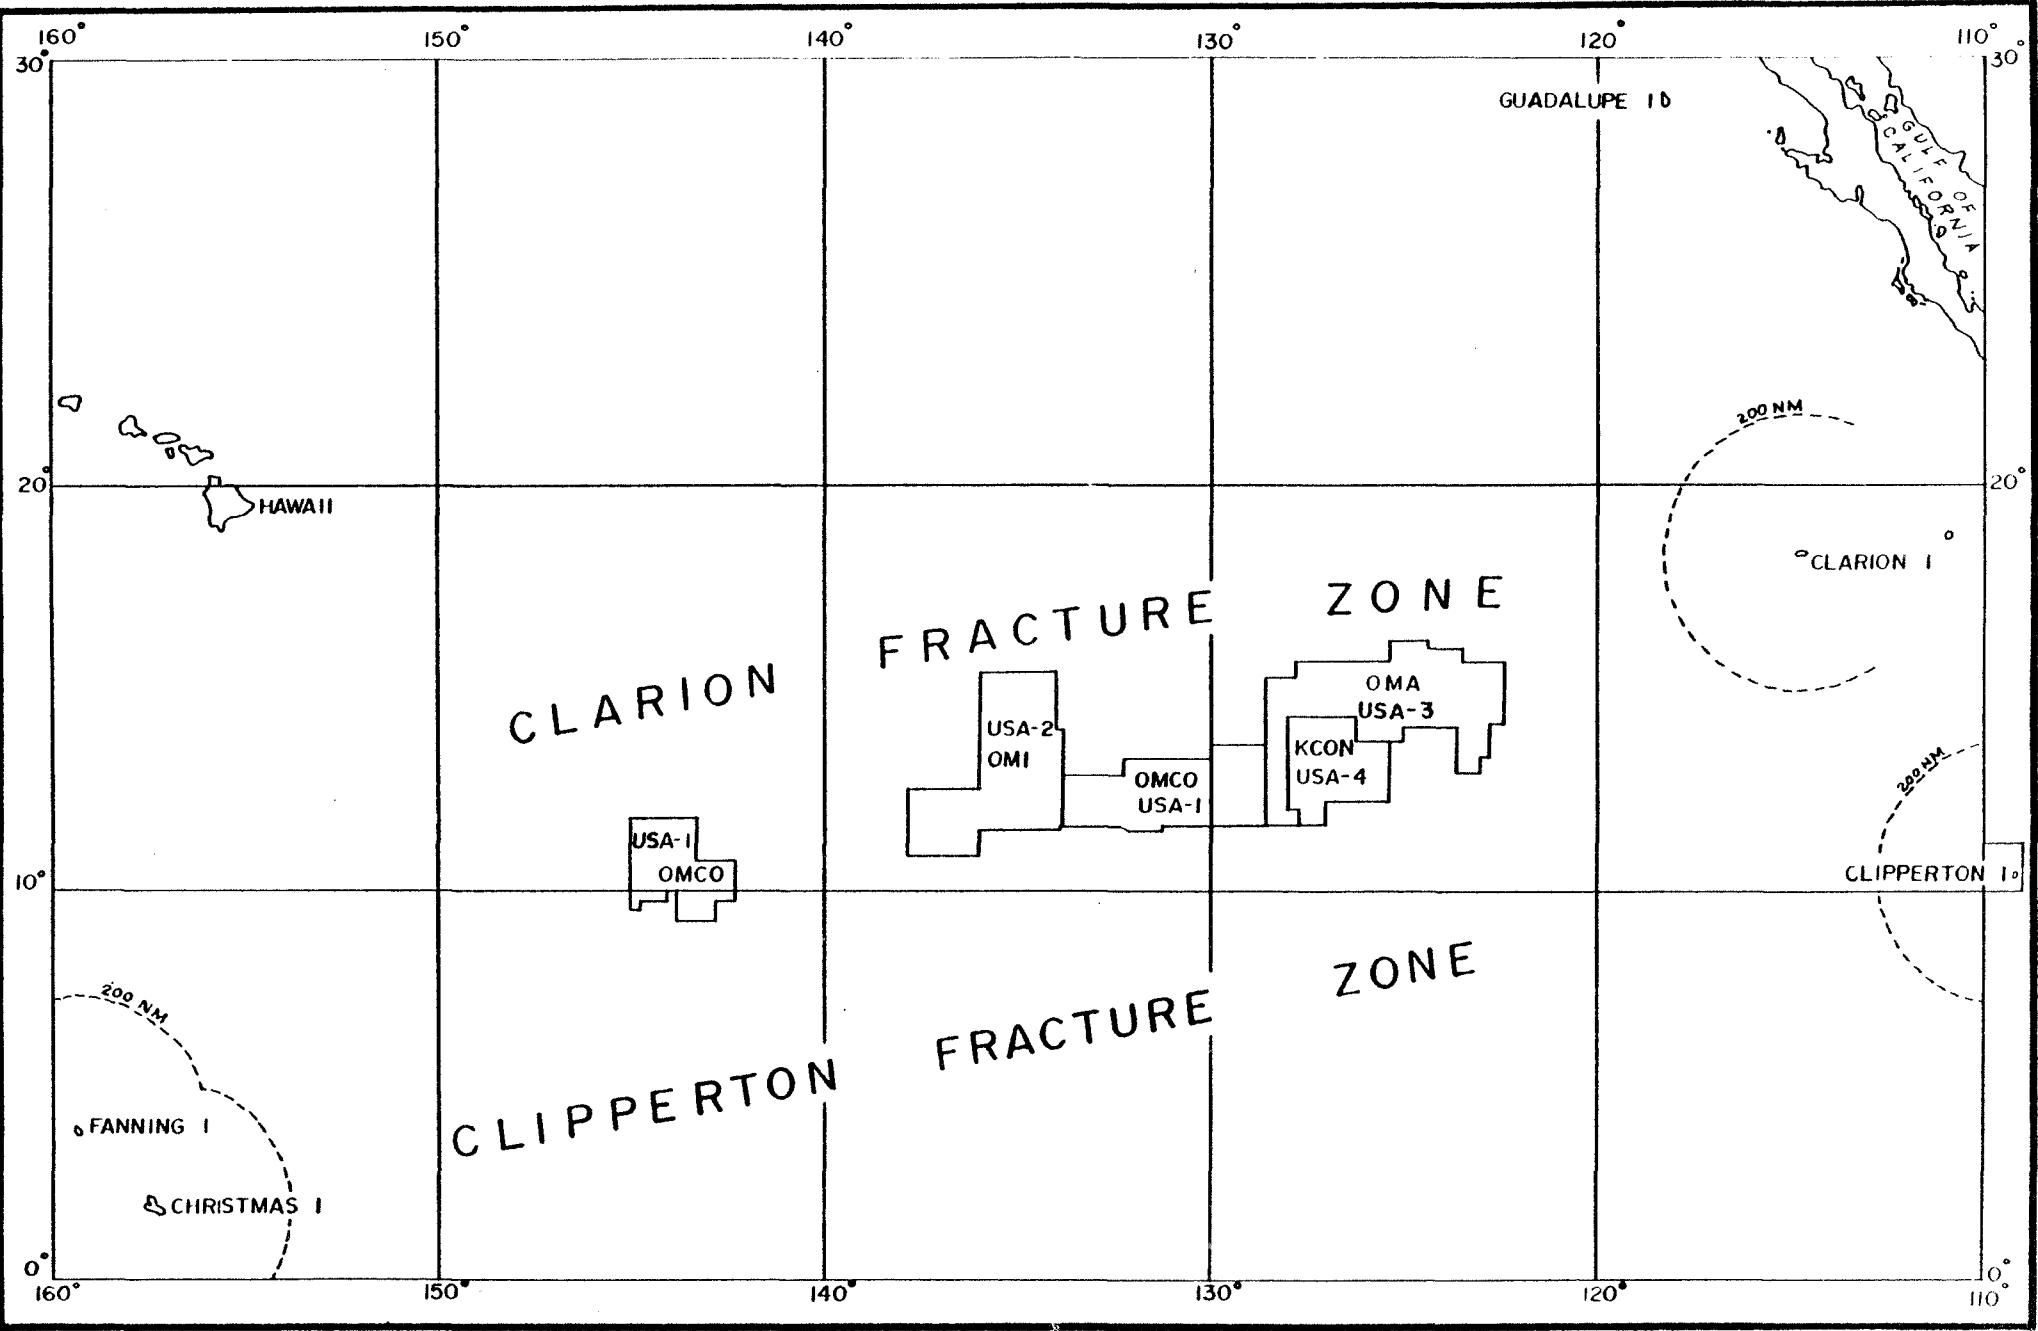 160° 150° 140° 130° 120° 110°
30° 30°
GUADALUPE I
GULF OF
CALIFORNIA
200 NM
20° 20°
HAWAII
CLARION I
CLARION FRACTURE ZONE
OMA
USA-3
USA-2
OMI
KCON
USA-4
OMCO
USA-1
200 NM
USA-1
OMCO
10°
CLIPPERTON I
CLIPPERTON FRACTURE ZONE
200 NM
FANNING I
CHRISTMAS I
0° 0°
160° 150° 140° 130° 120° 110°